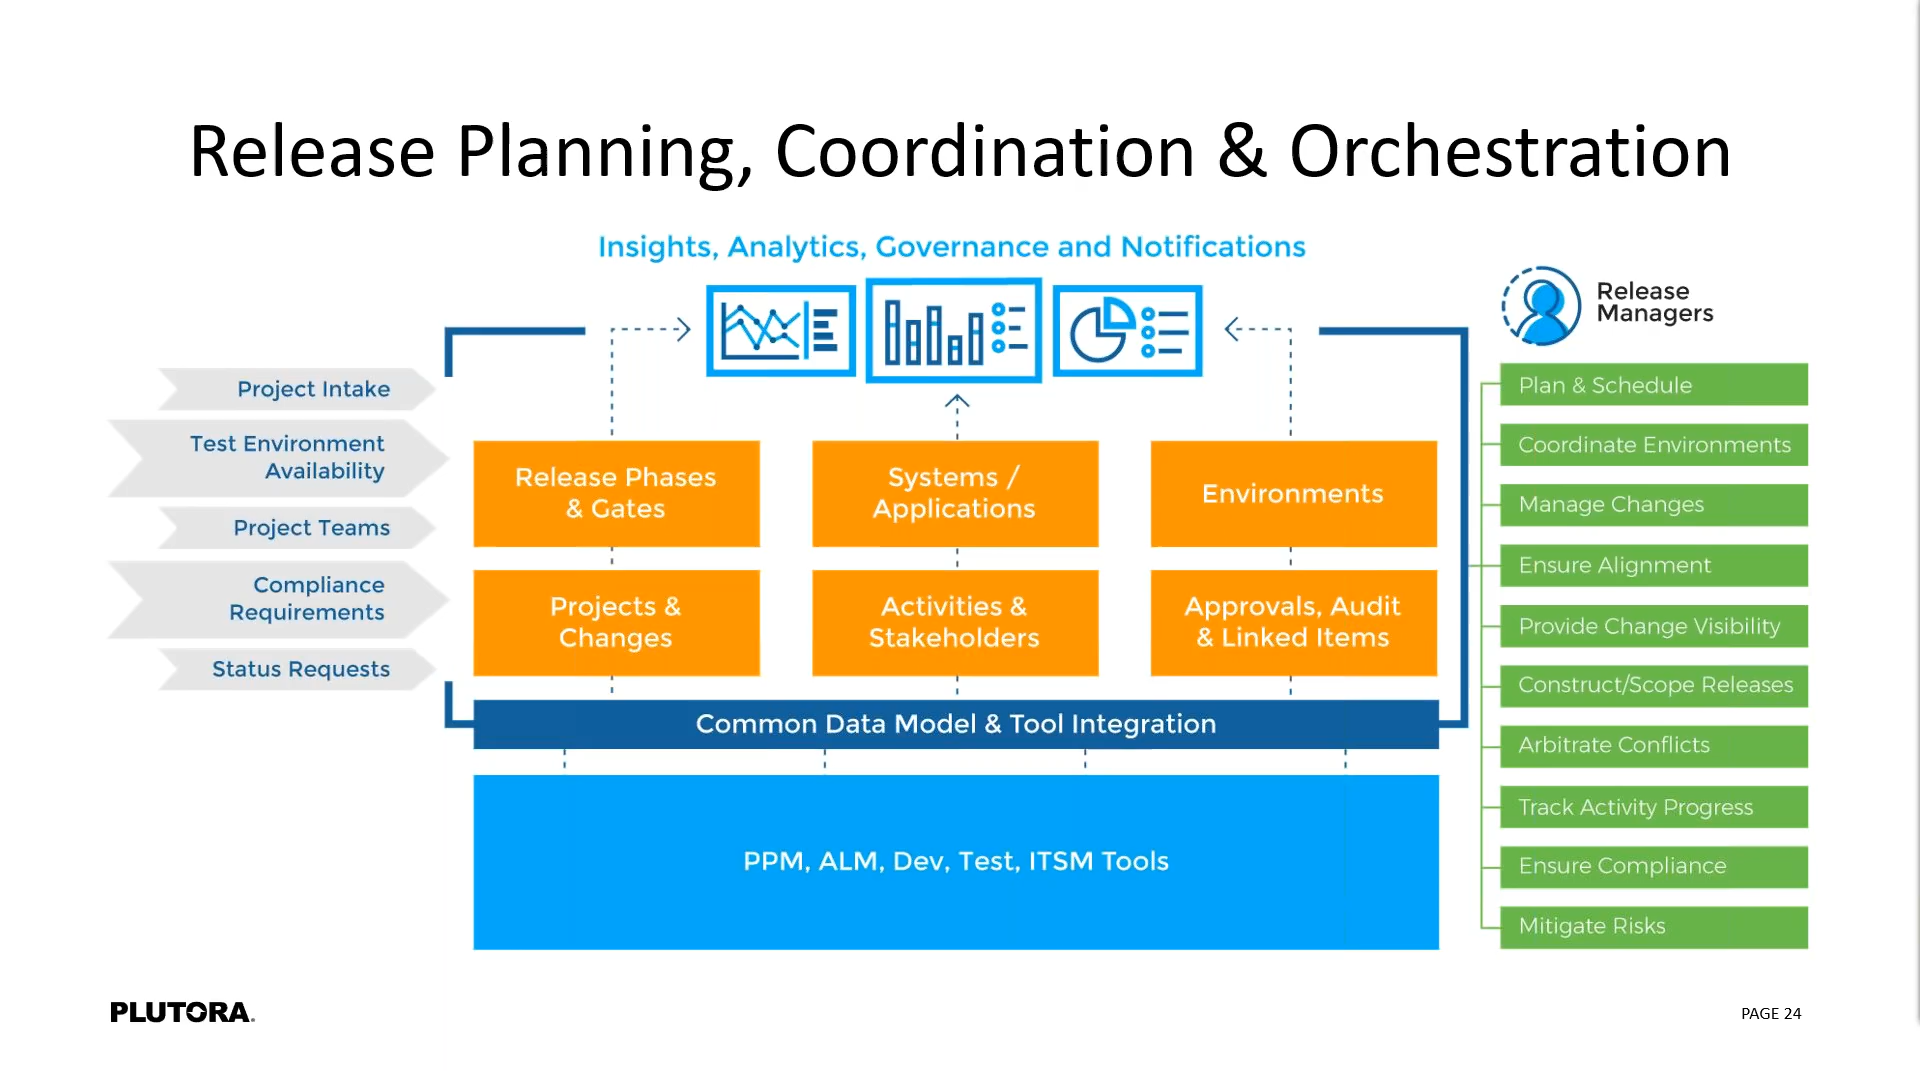 Release Planning, Coordination & Orchestration
Insights, Analytics, Governance and Notifications
Project Intake
Test Environment
Availability
Project Teams
Compliance
Requirements
Status Requests
Release Phases
& Gates
Systems /
Applications
Environments
Projects &
Changes
Activities &
Stakeholders
Approvals, Audit
& Linked Items
Common Data Model & Tool Integration
PPM, ALM, Dev, Test, ITSM Tools
Release
Managers
Plan & Schedule
Coordinate Environments
Manage Changes
Ensure Alignment
Provide Change Visibility
Construct/Scope Releases
Arbitrate Conflicts
Track Activity Progress
Ensure Compliance
Mitigate Risks
PLUTORA.
PAGE 24